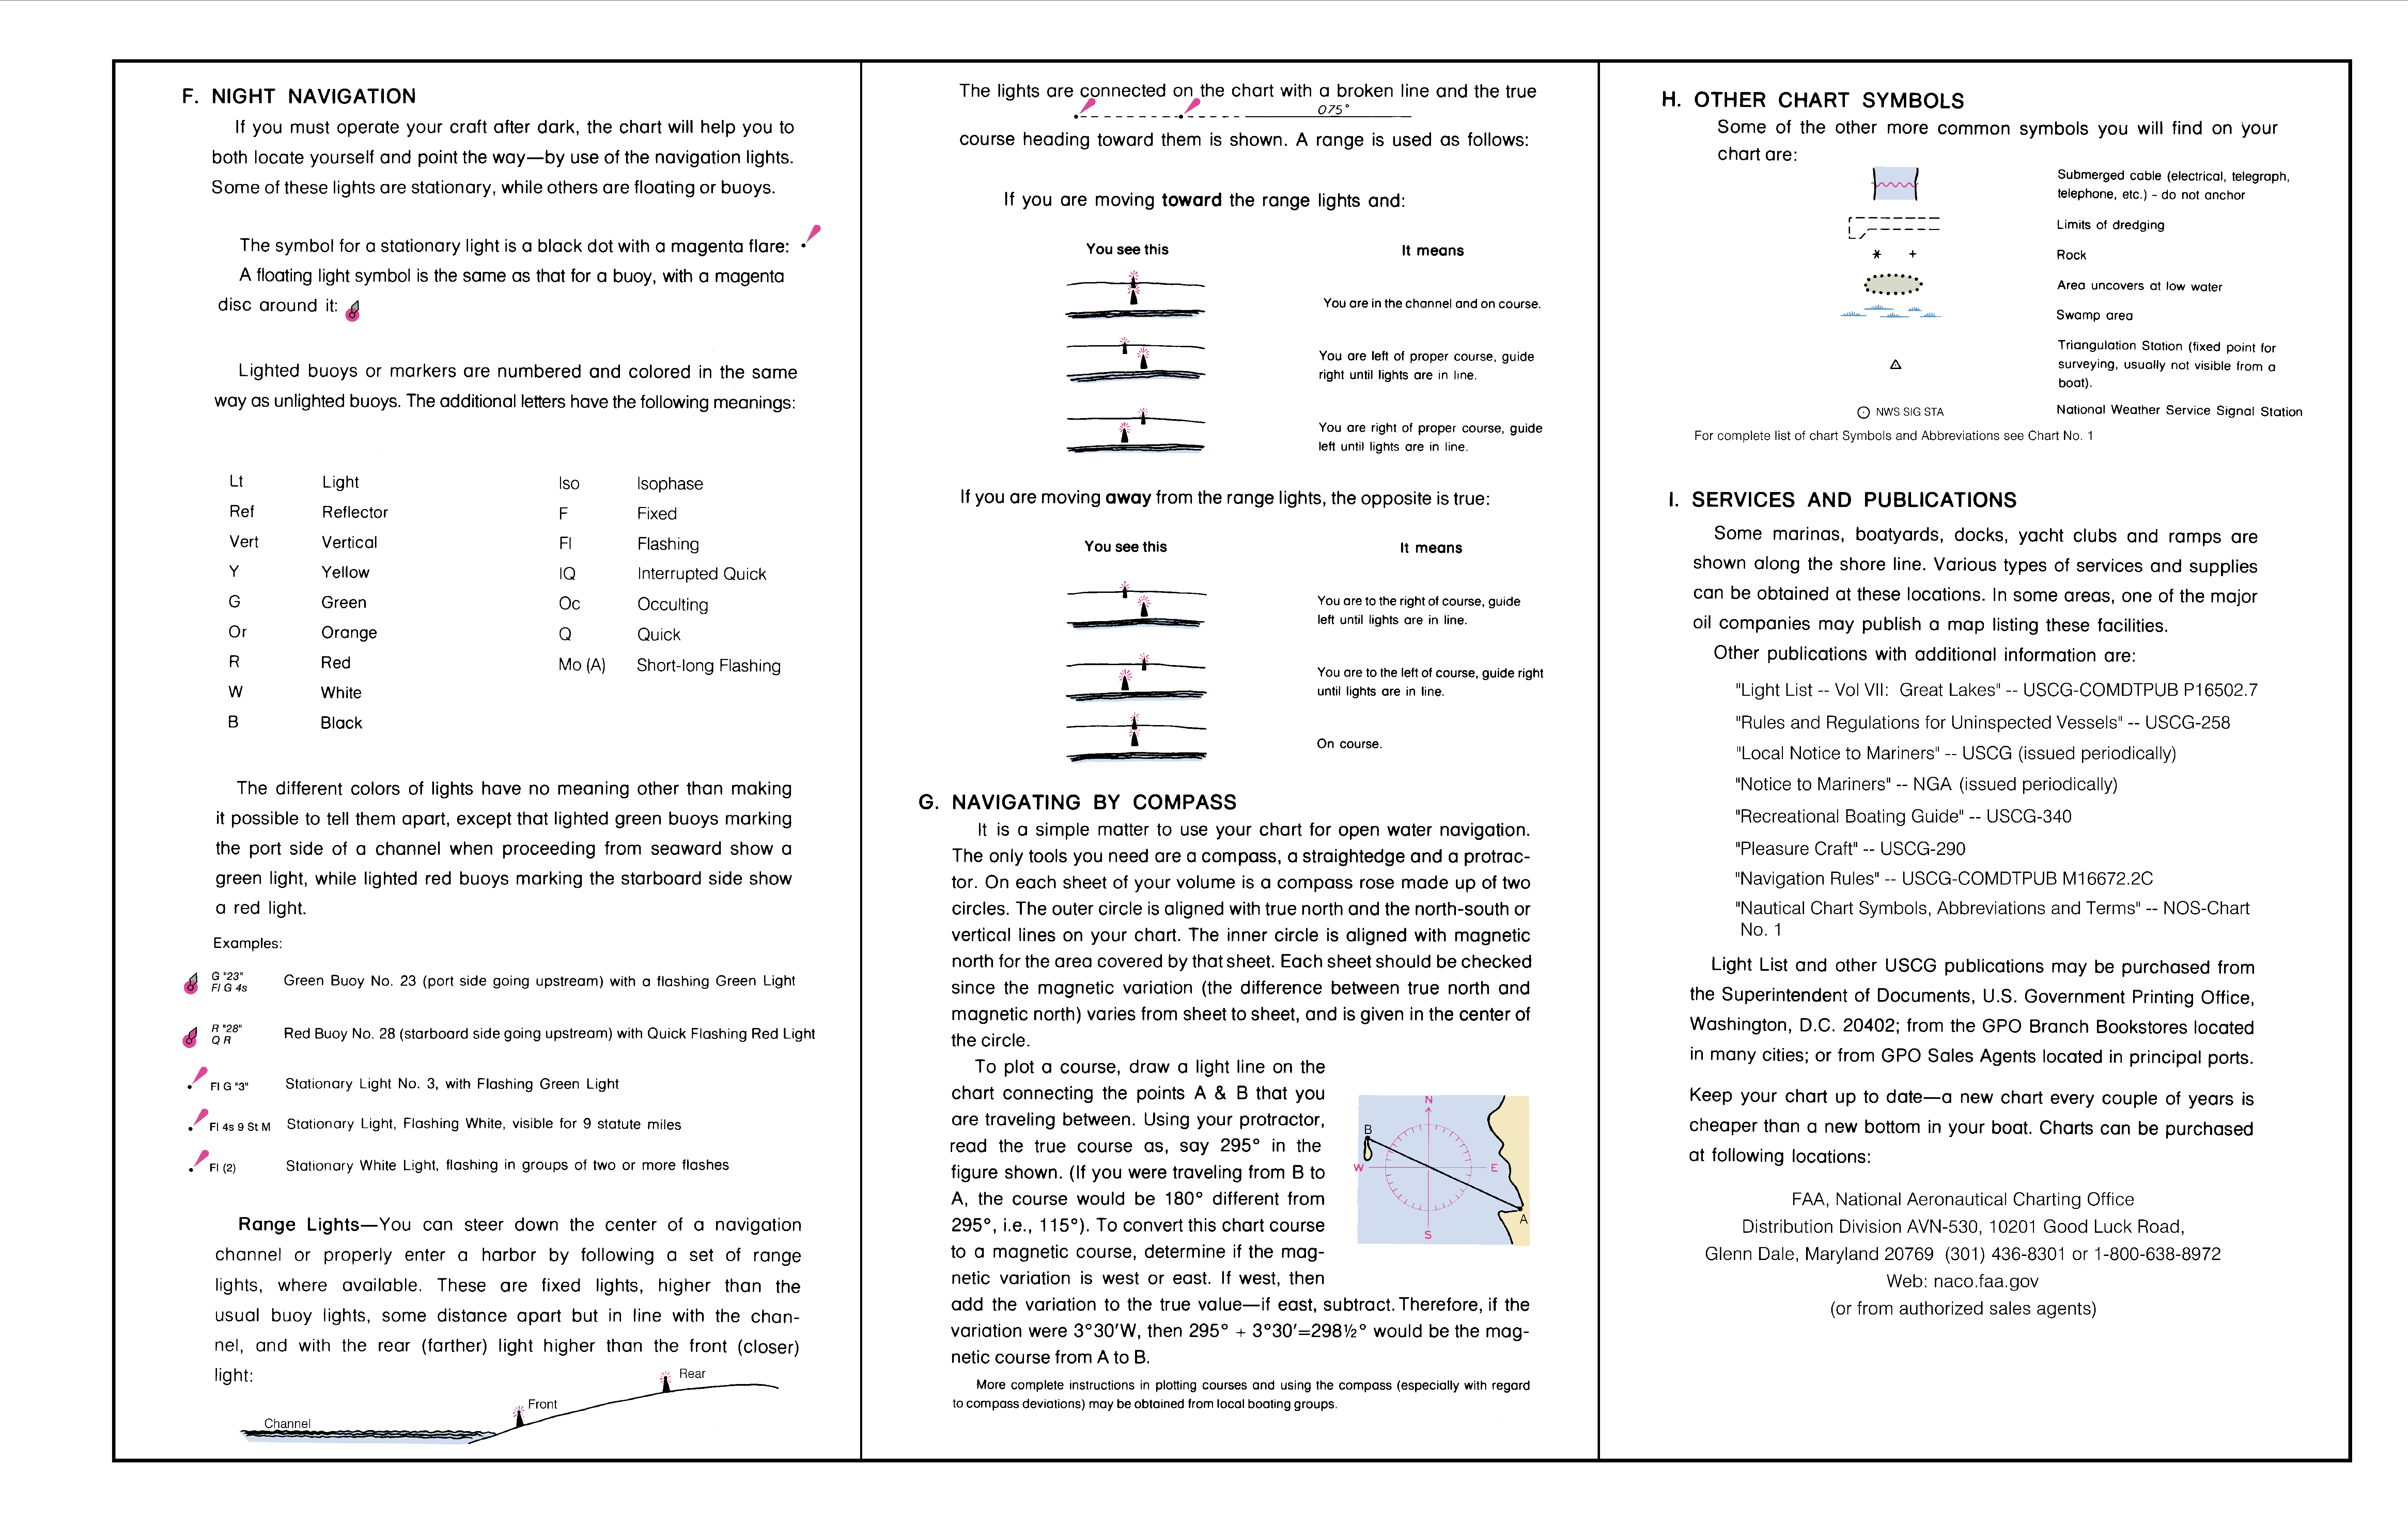 F. NIGHT NAVIGATION
If you must operate your craft after dark, the chart will help you to
both locate yourself and point the way—by use of the navigation lights.
Some of these lights are stationary, while others are floating or buoys.
The symbol for a stationary light is a black dot with a magenta flare:
A floating light symbol is the same as that for a buoy, with a magenta
disc around it:
Lighted buoys or markers are numbered and colored in the same
way as unlighted buoys. The additional letters have the following meanings:
Lt Light Iso Isophase
Ref Reflector F Fixed
Vert Vertical Fl Flashing
Y Yellow IQ Interrupted Quick
G Green Oc Occulting
Or Orange Q Quick
R Red Mo (A) Short-long Flashing
W White
B Black
The different colors of lights have no meaning other than making
it possible to tell them apart, except that lighted green buoys marking
the port side of a channel when proceeding from seaward show a
green light, while lighted red buoys marking the starboard side show
a red light.
Examples:
G "23"
Fl G 4s
Green Buoy No. 23 (port side going upstream) with a flashing Green Light
R "28"
Q R
Red Buoy No. 28 (starboard side going upstream) with Quick Flashing Red Light
Fl G "3" Stationary Light No. 3, with Flashing Green Light
Fl 4s 9 St M Stationary Light, Flashing White, visible for 9 statute miles
Fl (2) Stationary White Light, flashing in groups of two or more flashes
Range Lights—You can steer down the center of a navigation
channel or properly enter a harbor by following a set of range
lights, where available. These are fixed lights, higher than the
usual buoy lights, some distance apart but in line with the chan-
nel, and with the rear (farther) light higher than the front (closer)
light:
Rear
Front
Channel
The lights are connected on the chart with a broken line and the true
075°
course heading toward them is shown. A range is used as follows:
If you are moving toward the range lights and:
You see this It means
You are in the channel and on course.
You are left of proper course, guide
right until lights are in line.
You are right of proper course, guide
left until lights are in line.
If you are moving away from the range lights, the opposite is true:
You see this It means
You are to the right of course, guide
left until lights are in line.
You are to the left of course, guide right
until lights are in line.
On course.
G. NAVIGATING BY COMPASS
It is a simple matter to use your chart for open water navigation.
The only tools you need are a compass, a straightedge and a protrac-
tor. On each sheet of your volume is a compass rose made up of two
circles. The outer circle is aligned with true north and the north-south or
vertical lines on your chart. The inner circle is aligned with magnetic
north for the area covered by that sheet. Each sheet should be checked
since the magnetic variation (the difference between true north and
magnetic north) varies from sheet to sheet, and is given in the center of
the circle.
To plot a course, draw a light line on the
chart connecting the points A & B that you
are traveling between. Using your protractor,
read the true course as, say 295° in the
figure shown. (If you were traveling from B to
A, the course would be 180° different from
295°, i.e., 115°). To convert this chart course
to a magnetic course, determine if the mag-
netic variation is west or east. If west, then
add the variation to the true value—if east, subtract. Therefore, if the
variation were 3°30'W, then 295° + 3°30'=298½° would be the mag-
netic course from A to B.
N
B
W E
A
S
More complete instructions in plotting courses and using the compass (especially with regard
to compass deviations) may be obtained from local boating groups.
H. OTHER CHART SYMBOLS
Some of the other more common symbols you will find on your
chart are:
Submerged cable (electrical, telegraph,
telephone, etc.) - do not anchor
Limits of dredging
Rock
Area uncovers at low water
Swamp area
Triangulation Station (fixed point for
surveying, usually not visible from a
boat).
NWS SIG STA National Weather Service Signal Station
For complete list of chart Symbols and Abbreviations see Chart No. 1
I. SERVICES AND PUBLICATIONS
Some marinas, boatyards, docks, yacht clubs and ramps are
shown along the shore line. Various types of services and supplies
can be obtained at these locations. In some areas, one of the major
oil companies may publish a map listing these facilities.
Other publications with additional information are:
"Light List -- Vol VII: Great Lakes" -- USCG-COMDTPUB P16502.7
"Rules and Regulations for Uninspected Vessels" -- USCG-258
"Local Notice to Mariners" -- USCG (issued periodically)
"Notice to Mariners" -- NGA (issued periodically)
"Recreational Boating Guide" -- USCG-340
"Pleasure Craft" -- USCG-290
"Navigation Rules" -- USCG-COMDTPUB M16672.2C
"Nautical Chart Symbols, Abbreviations and Terms" -- NOS-Chart
No. 1
Light List and other USCG publications may be purchased from
the Superintendent of Documents, U.S. Government Printing Office,
Washington, D.C. 20402; from the GPO Branch Bookstores located
in many cities; or from GPO Sales Agents located in principal ports.
Keep your chart up to date—a new chart every couple of years is
cheaper than a new bottom in your boat. Charts can be purchased
at following locations:
FAA, National Aeronautical Charting Office
Distribution Division AVN-530, 10201 Good Luck Road,
Glenn Dale, Maryland 20769 (301) 436-8301 or 1-800-638-8972
Web: naco.faa.gov
(or from authorized sales agents)